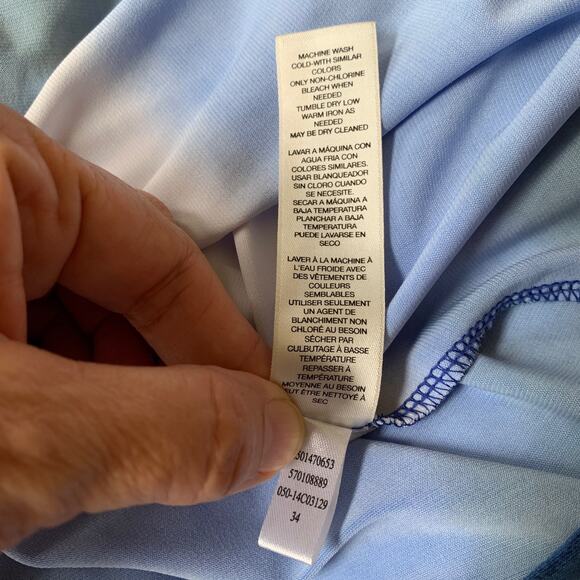 MACHINE WASH
COLD-WITH SIMILAR
COLORS
ONLY NON-CHLORINE
BLEACH WHEN
NEEDED
TUMBLE DRY LOW
WARM IRON AS
NEEDED
MAY BE DRY CLEANED
LAVAR A MÁQUINA CON
AGUA FRIA CON
COLORES SIMILARES.
USAR BLANQUEADOR
SIN CLORO CUANDO
SE NECESITE.
SECAR A MÁQUINA A
BAJA TEMPERATURA
PLANCHAR A BAJA
TEMPERATURA
PUEDE LAVARSE EN
SECO
LAVER À LA MACHINE À
L'EAU FROIDE AVEC
DES VÊTEMENTS DE
COULEURS
SEMBLABLES
UTILISER SEULEMENT
UN AGENT DE
BLANCHIMENT NON
CHLORÉ AU BESOIN
SÉCHER PAR
CULBUTAGE À BASSE
TEMPÉRATURE
REPASSER À
TEMPÉRATURE
MOYENNE AU BESOIN
PEUT ÊTRE NETTOYÉ À
SEC
501470653
570108889
050-14C03129
34